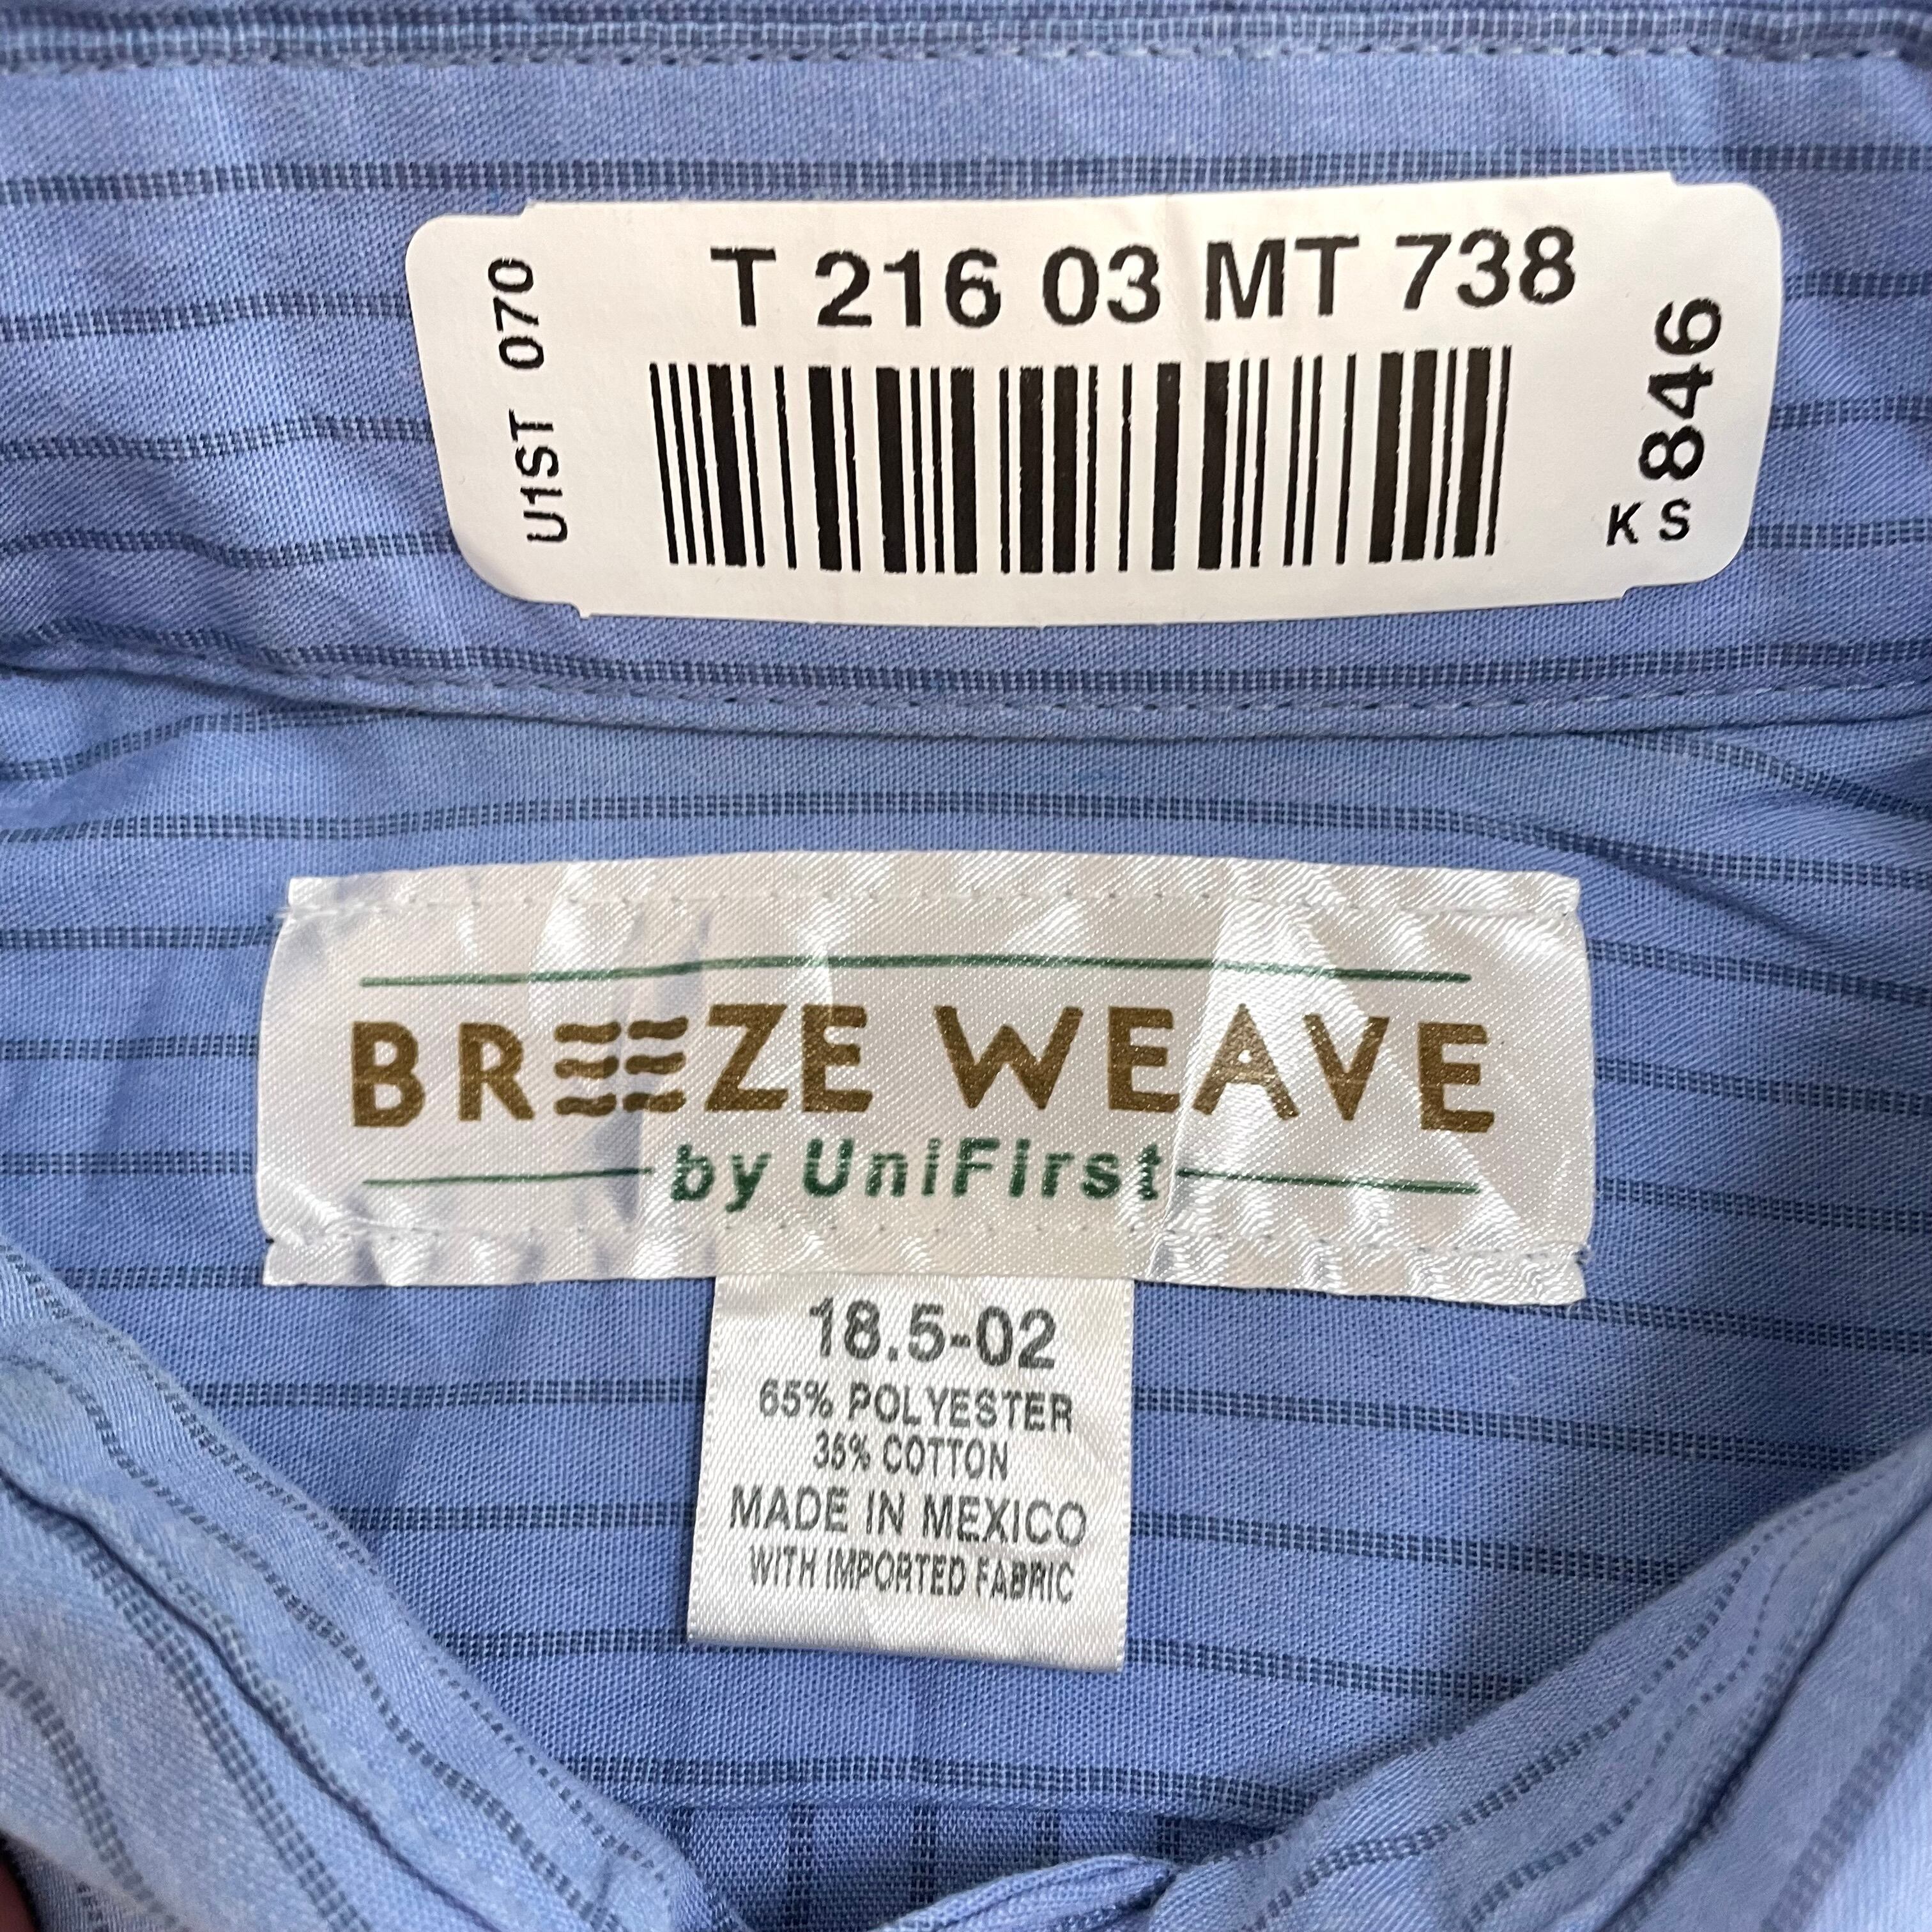 T 216 03 MT 738
U1ST 070
846
K S
BREEZE WEAVE
by UniFirst
18.5-02
65% POLYESTER
35% COTTON
MADE IN MEXICO
WITH IMPORTED FABRIC